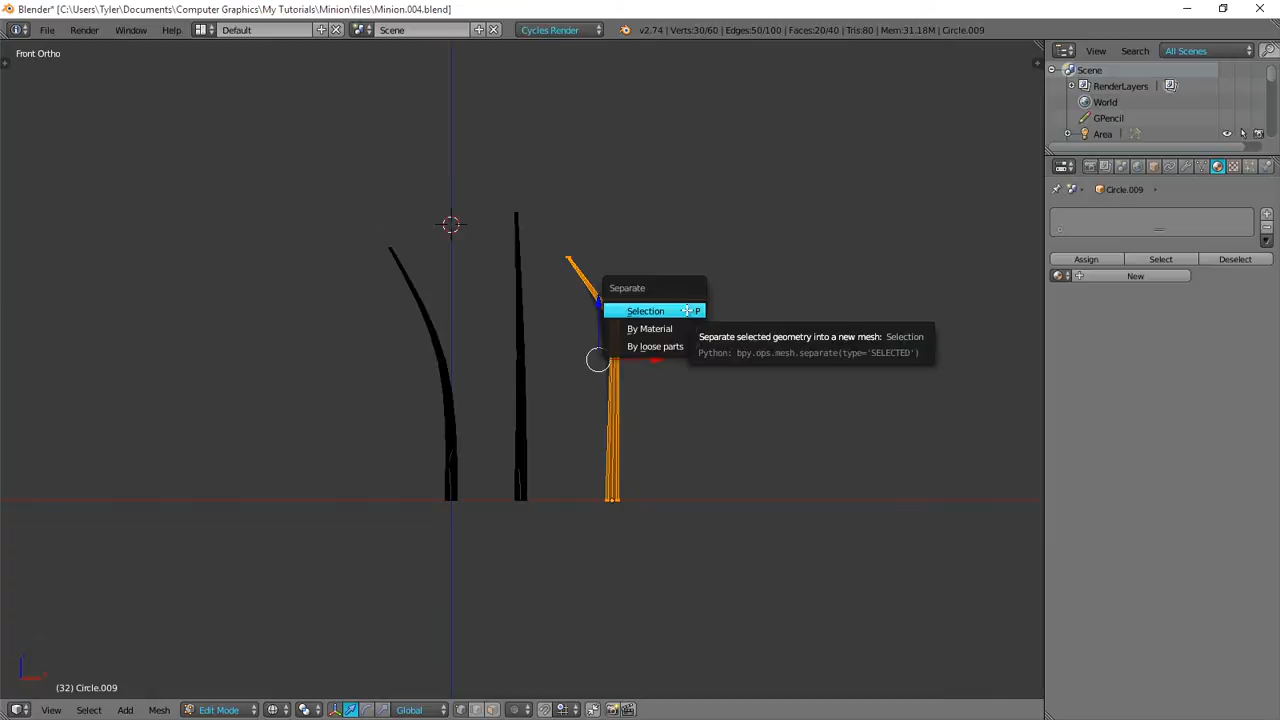 Blender* [C:\Users\Tyler\Documents\Computer Graphics\My Tutorials\Minion\files\Minion.004.blend]
File Render Window Help Default Scene Cycles Render v2.74 | Verts:30/60 | Edges:50/100 | Faces:20/40 | Tris:80 | Mem:31.18M | Circle.009
View Search All Scenes
Front Ortho
Scene
RenderLayers
World
GPencil
Area
Circle.009
Assign Select Deselect
New
Separate
Selection P
By Material
By loose parts
Separate selected geometry into a new mesh: Selection
Python: bpy.ops.mesh.separate(type='SELECTED')
(32) Circle.009
View Select Add Mesh Edit Mode Global